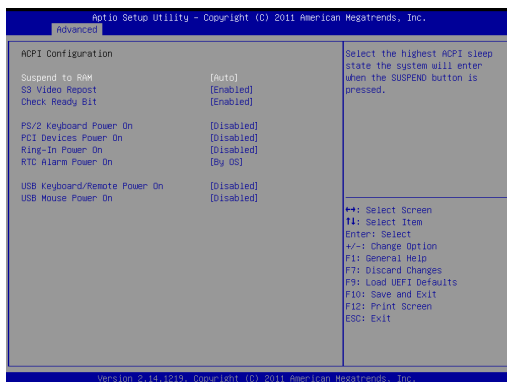 Aptio Setup Utility – Copyright (C) 2011 American Megatrends, Inc.
Advanced
ACPI Configuration
Suspend to RAM [Auto]
S3 Video Repost [Enabled]
Check Ready Bit [Enabled]
PS/2 Keyboard Power On [Disabled]
PCI Devices Power On [Disabled]
Ring-In Power On [Disabled]
RTC Alarm Power On [By OS]
USB Keyboard/Remote Power On [Disabled]
USB Mouse Power On [Disabled]
Select the highest ACPI sleep
state the system will enter
when the SUSPEND button is
pressed.
↔: Select Screen
↑↓: Select Item
Enter: Select
+/-: Change Option
F1: General Help
F7: Discard Changes
F9: Load UEFI Defaults
F10: Save and Exit
F12: Print Screen
ESC: Exit
Version 2.14.1219. Copyright (C) 2011 American Megatrends, Inc.